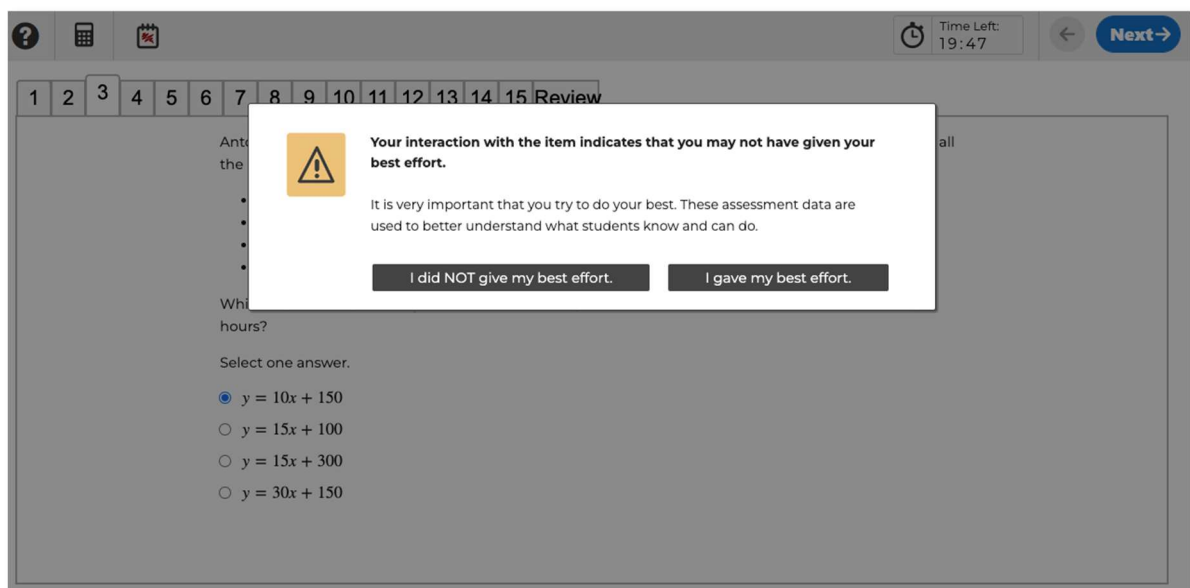 Time Left:
19:47
Next→
1 2 3 4 5 6 7 8 9 10 11 12 13 14 15 Review
all
the
Your interaction with the item indicates that you may not have given your
best effort.
It is very important that you try to do your best. These assessment data are
used to better understand what students know and can do.
I did NOT give my best effort. I gave my best effort.
hours?
Select one answer.
y = 10x + 150
y = 15x + 100
y = 15x + 300
y = 30x + 150